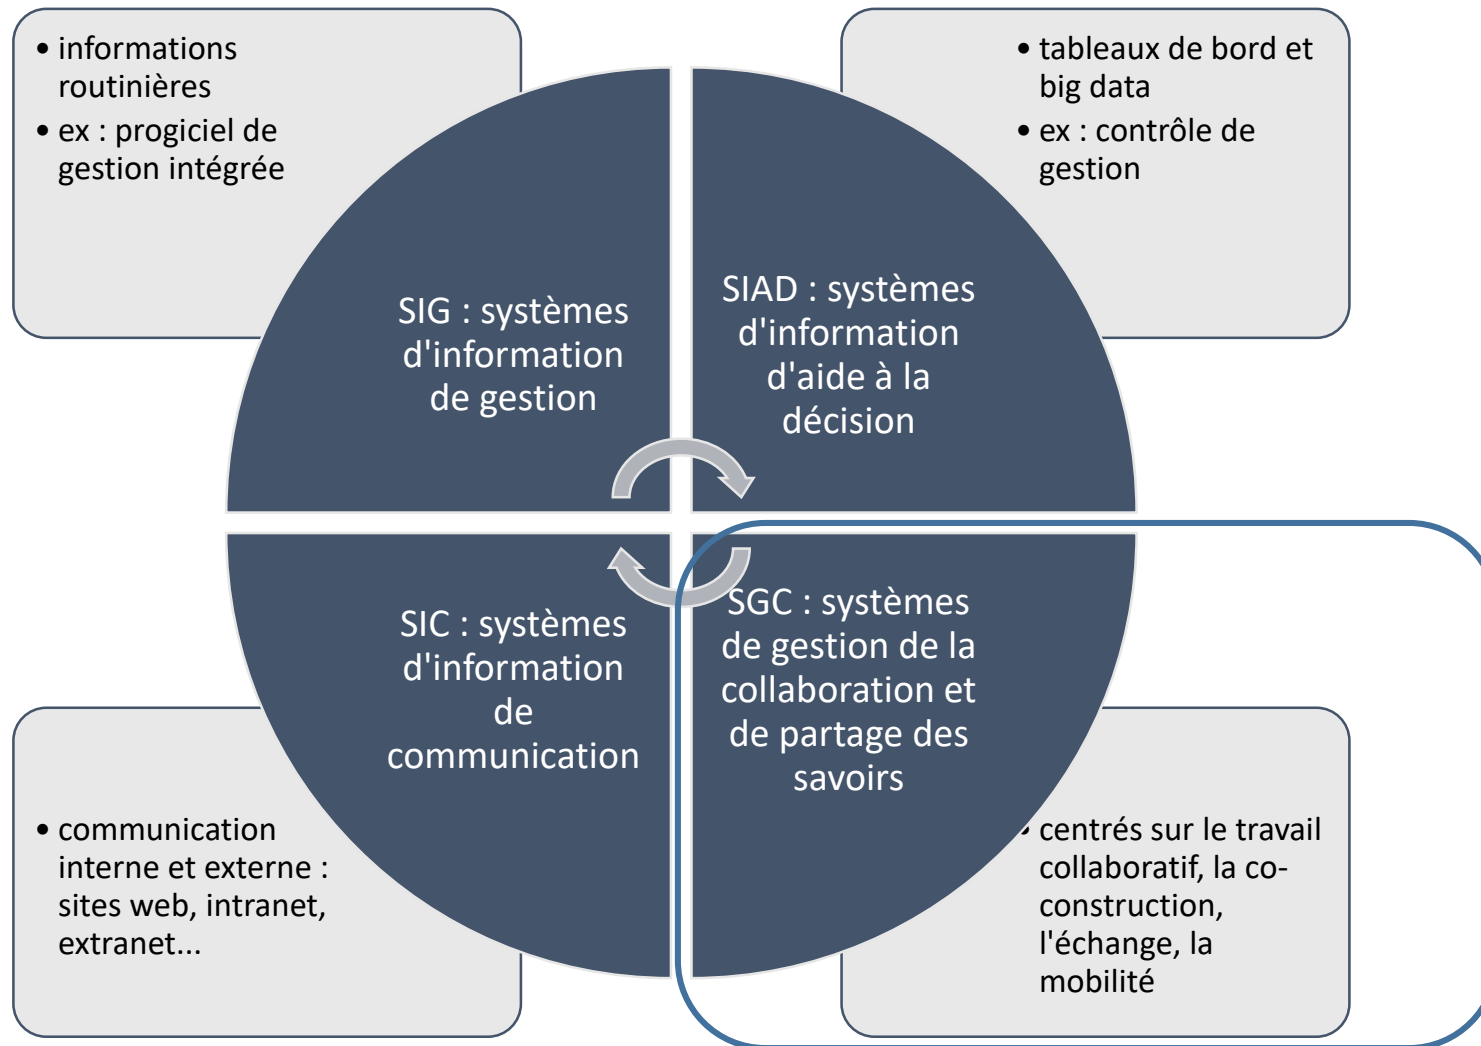 • informations
routinières
• ex : progiciel de
gestion intégrée
• tableaux de bord et
big data
• ex : contrôle de
gestion
SIG : systèmes
d'information
de gestion
SIAD : systèmes
d'information
d'aide à la
décision
SIC : systèmes
d'information
de
communication
SGC : systèmes
de gestion de la
collaboration et
de partage des
savoirs
• communication
interne et externe :
sites web, intranet,
extranet...
• centrés sur le travail
collaboratif, la co-
construction,
l'échange, la
mobilité